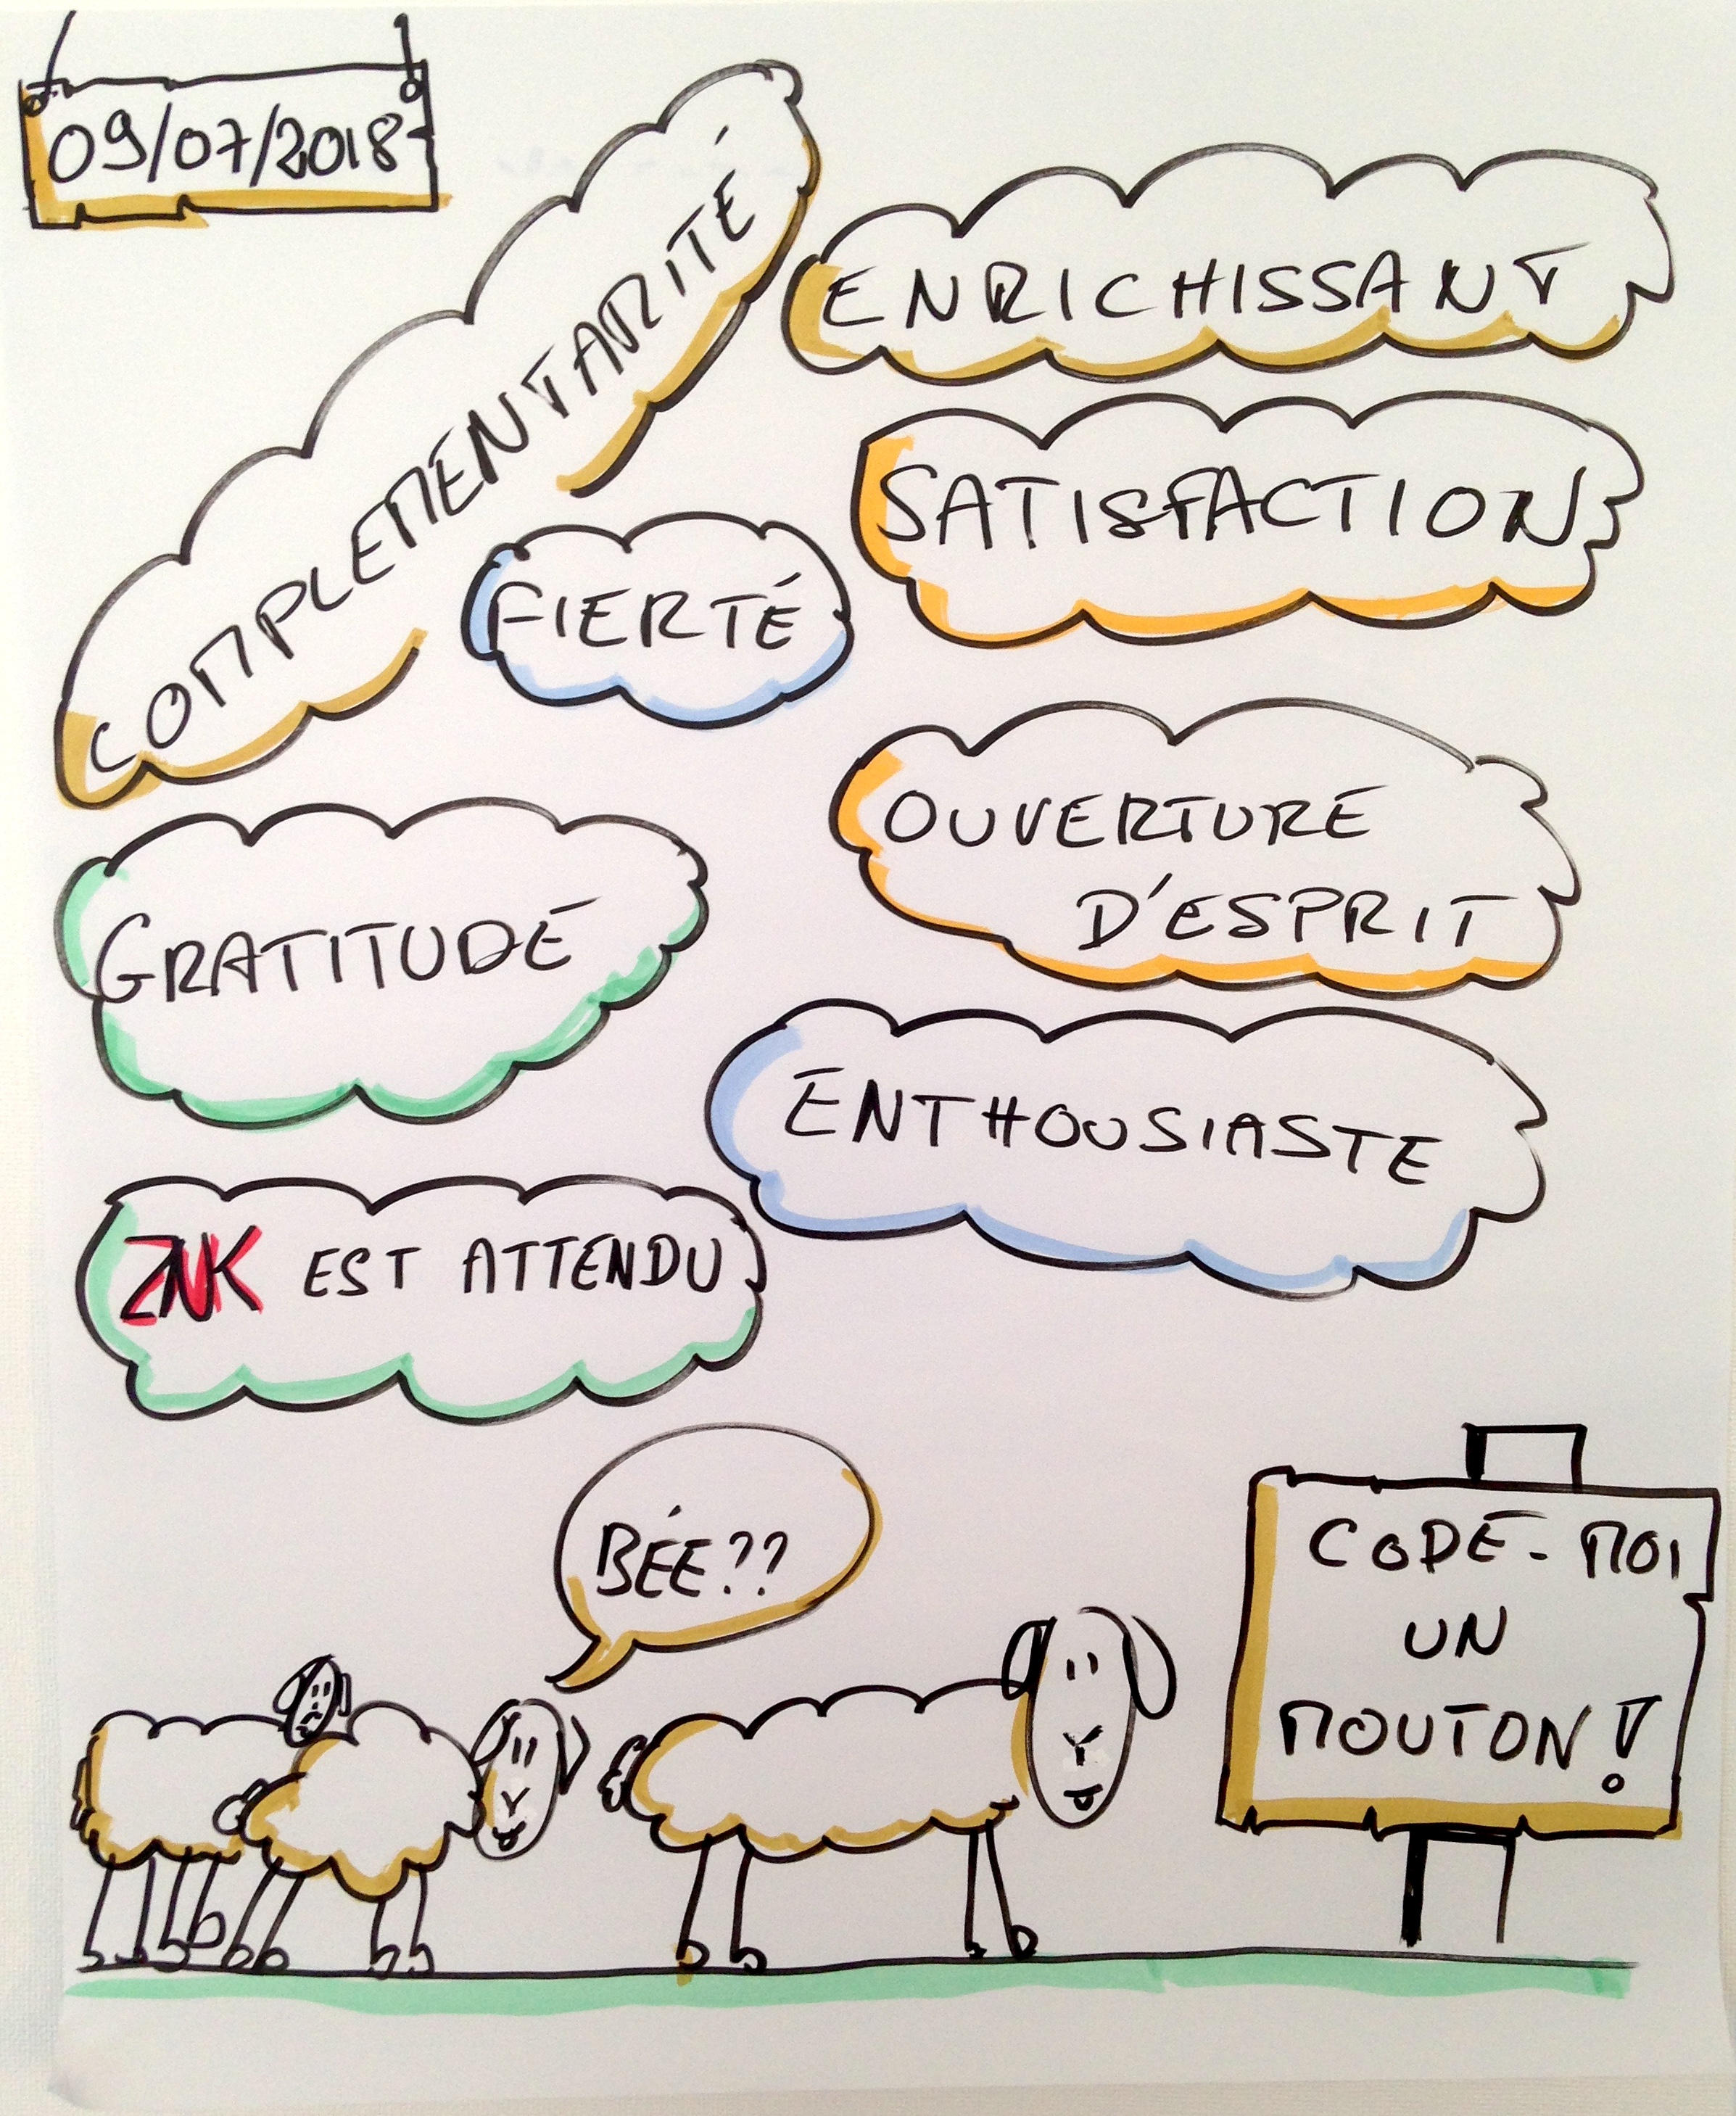 09/07/2018
COMPLEMENTARITÉ
ENRICHISSANT
SATISFACTION
FIERTÉ
OUVERTURE
D'ESPRIT
GRATITUDE
ENTHOUSIASTE
ZNK EST ATTENDU
BÉE??
CODE-MOI
UN
MOUTON!